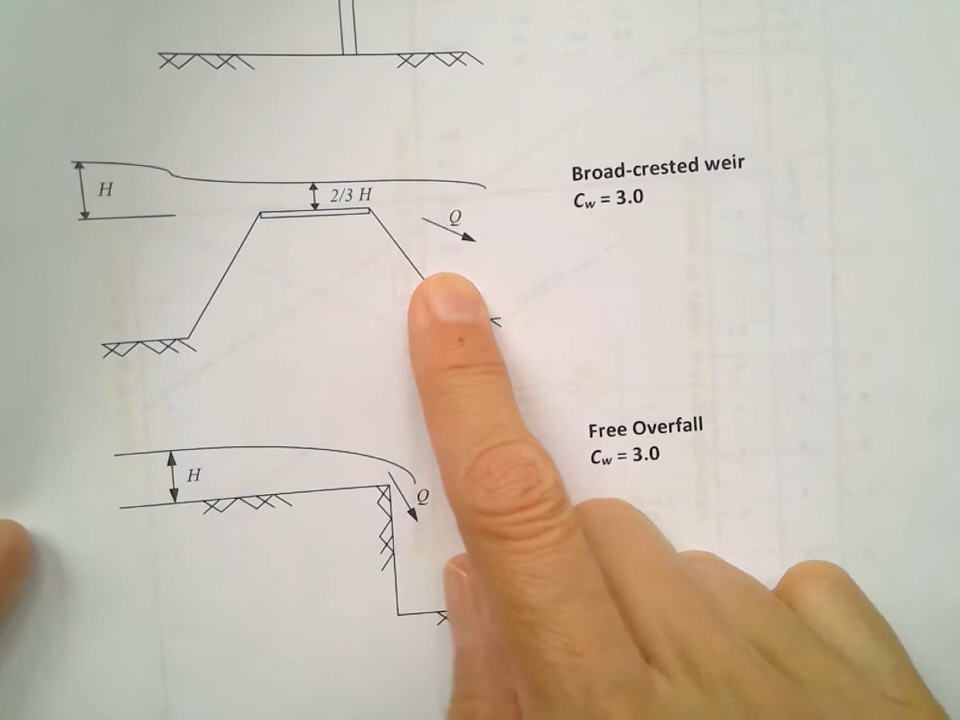 H
2/3 H
Q
Broad-crested weir
Cw = 3.0
H
Q
Free Overfall
Cw = 3.0